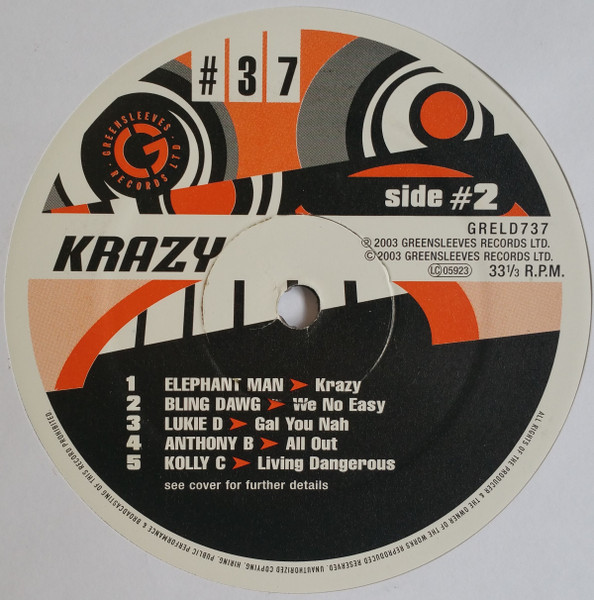 #37
GREENSLEEVES
RECORDS LTD
side #2
GRELD737
KRAZY
℗ 2003 GREENSLEEVES RECORDS LTD.
© 2003 GREENSLEEVES RECORDS LTD.
LC 05923 33⅓ R.P.M.
1 ELEPHANT MAN ➤ Krazy
2 BLING DAWG ➤ We No Easy
3 LUKIE D ➤ Gal You Nah
4 ANTHONY B ➤ All Out
5 KOLLY C ➤ Living Dangerous
see cover for further details
ALL RIGHTS OF THE PRODUCER & THE OWNER OF THE WORKS REPRODUCED RESERVED. UNAUTHORIZED COPYING, HIRING, PUBLIC PERFORMANCE & BROADCASTING OF THIS RECORD PROHIBITED